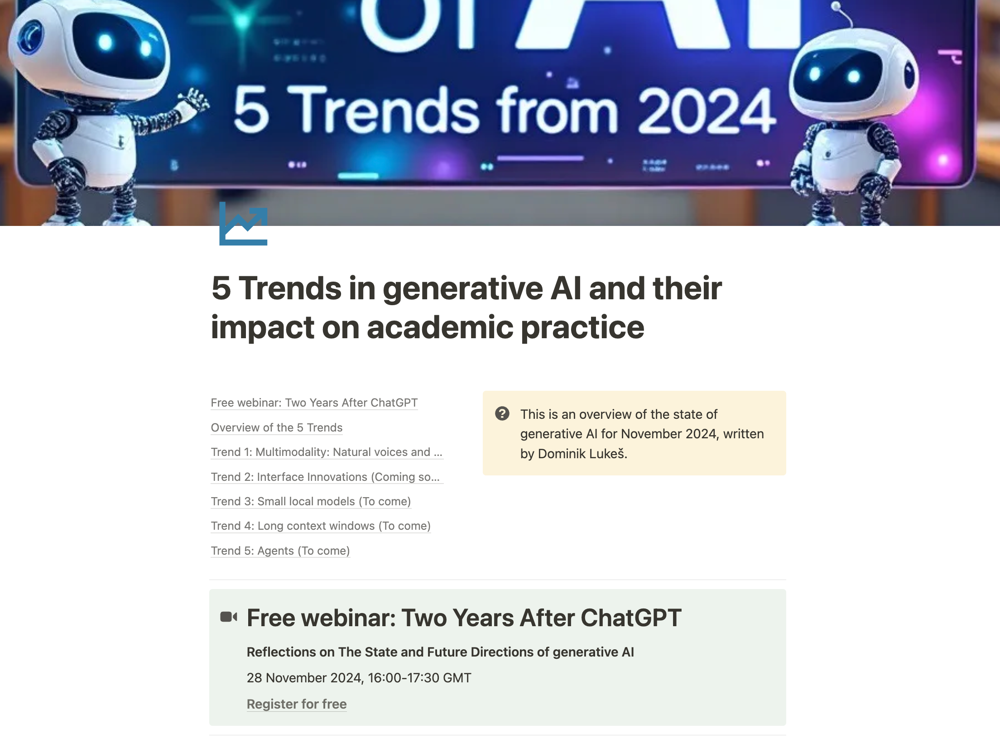 of AI
5 Trends from 2024
5 Trends in generative AI and their
impact on academic practice
Free webinar: Two Years After ChatGPT
Overview of the 5 Trends
Trend 1: Multimodality: Natural voices and ...
Trend 2: Interface Innovations (Coming so...
Trend 3: Small local models (To come)
Trend 4: Long context windows (To come)
Trend 5: Agents (To come)
This is an overview of the state of
generative AI for November 2024, written
by Dominik Lukeš.
Free webinar: Two Years After ChatGPT
Reflections on The State and Future Directions of generative AI
28 November 2024, 16:00-17:30 GMT
Register for free